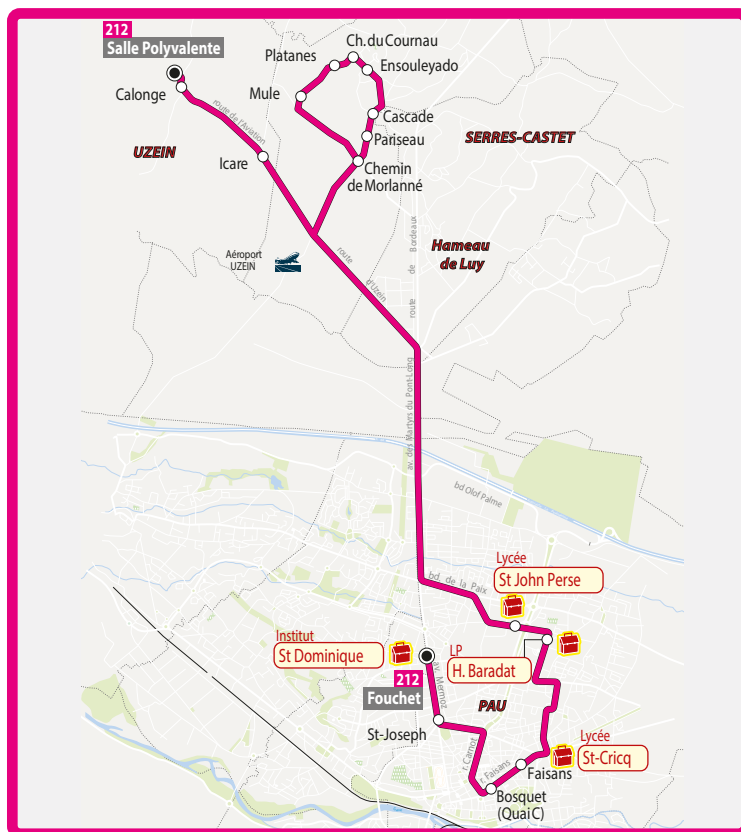 212
Salle Polyvalente
Calonge
route de l'Aviation
UZEIN
Icare
Platanes
Ch. du Cournau
Ensouleyado
Mule
Cascade
Pariseau
Chemin
de Morlanné
SERRES-CASTET
Hameau
de Luy
Aéroport
UZEIN
route
d'Uzein
route de Bordeaux
av. des Martyrs du Pont-Long
bd Olof Palme
bd. de la Paix
Lycée
St John Perse
Institut
St Dominique
LP
H. Baradat
212
Fouchet
av. Mermoz
PAU
St-Joseph
r. Carnot
r. Faisans
Lycée
St-Cricq
Faisans
Bosquet
(Quai C)